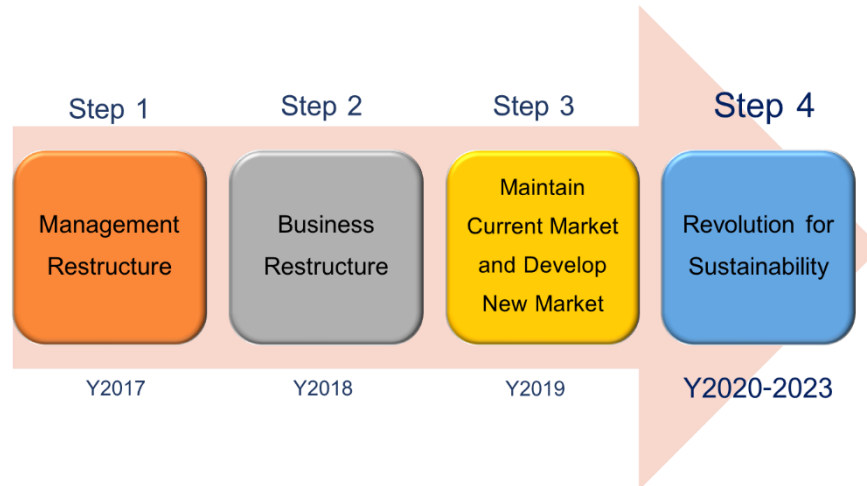 Step 1
Step 2
Step 3
Step 4
Management
Restructure
Business
Restructure
Maintain
Current Market
and Develop
New Market
Revolution for
Sustainability
Y2017
Y2018
Y2019
Y2020-2023